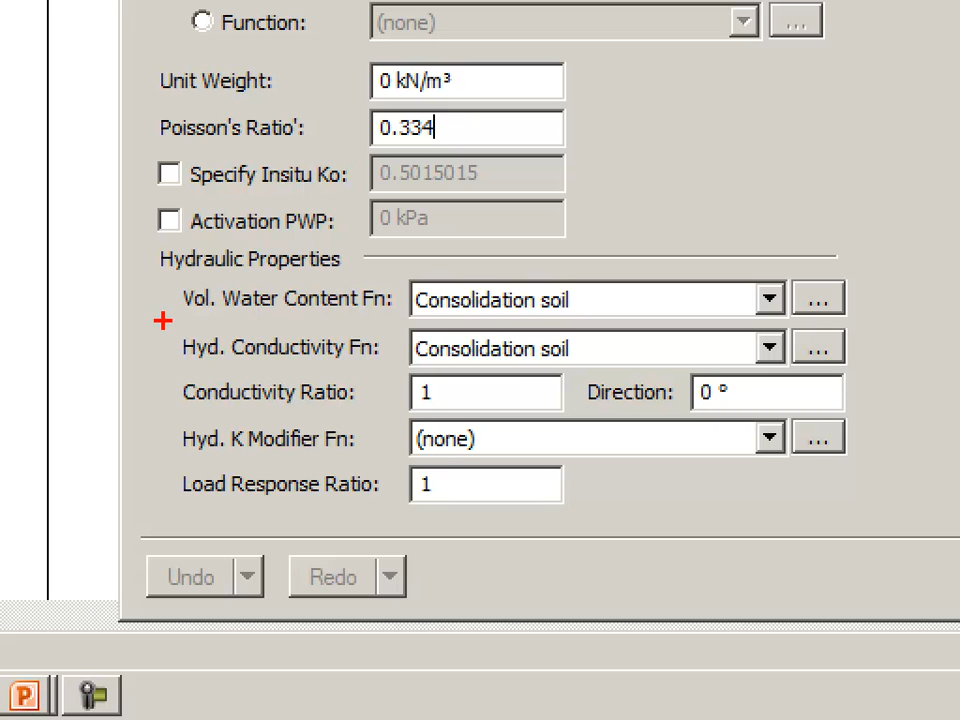 Function: (none) ...
Unit Weight: 0 kN/m³
Poisson's Ratio': 0.334
Specify Insitu Ko: 0.5015015
Activation PWP: 0 kPa
Hydraulic Properties
Vol. Water Content Fn: Consolidation soil ...
Hyd. Conductivity Fn: Consolidation soil ...
Conductivity Ratio: 1 Direction: 0 °
Hyd. K Modifier Fn: (none) ...
Load Response Ratio: 1
Undo Redo
P